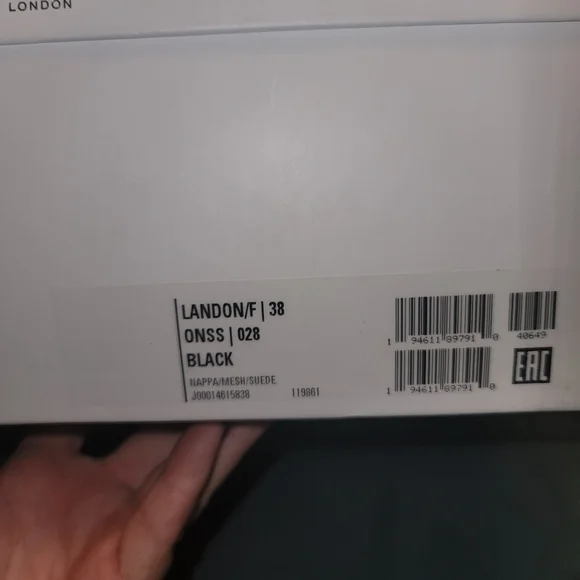 LONDON
LANDON/F | 38
ONSS | 028
BLACK
NAPPA/MESH/SUEDE
J00014615838 119861
1 94611 89791 0
40649
1 94611 89791 0
EAC